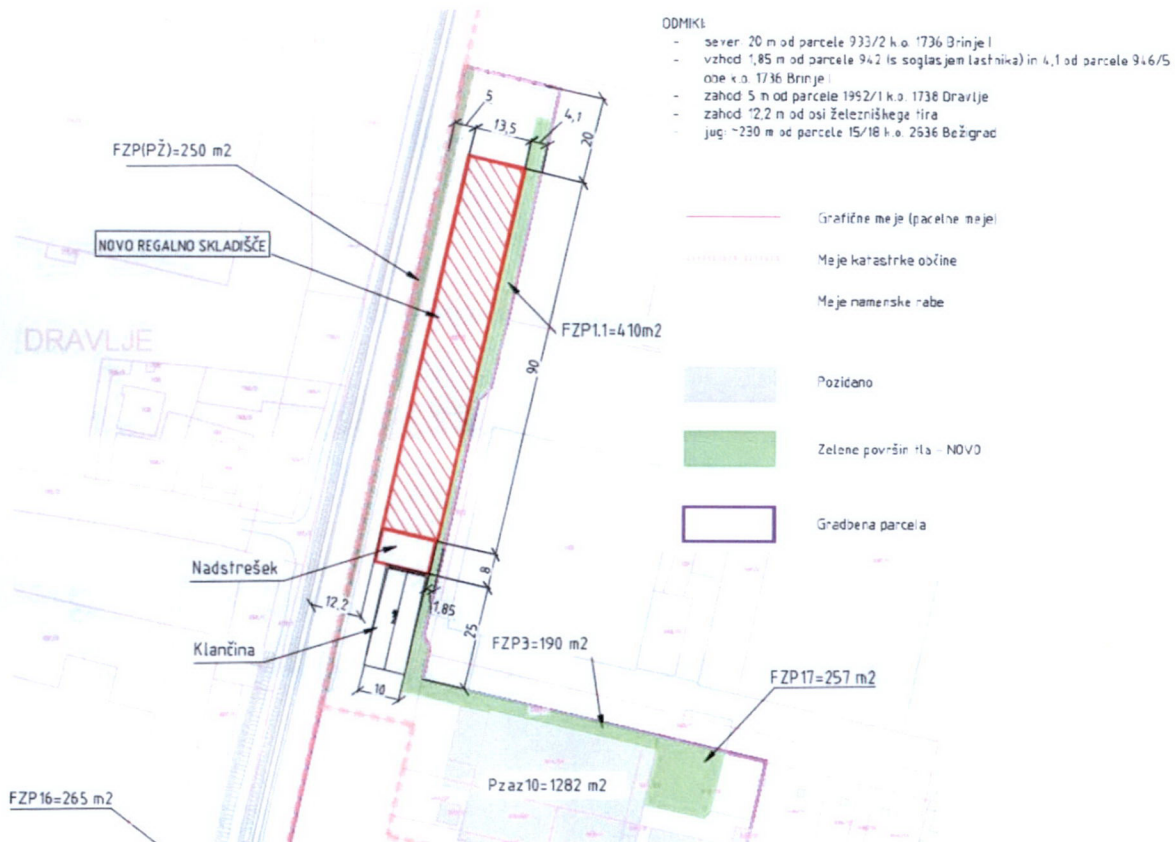 ODMIKI:
- sever: 20 m od parcele 933/2 k.o. 1736 Brinje I
- vzhod: 1,85 m od parcele 942 (s soglasjem lastnika) in 4,1 od parcele 946/5
obe k.o. 1736 Brinje I
- zahod: 5 m od parcele 1992/1 k.o. 1738 Dravlje
- zahod: 12,2 m od osi železniškega tira
- jug: ~230 m od parcele 15/18 k.o. 2636 Bežigrad
5
13,5
4,1
20
FZP(PŽ)=250 m2
Grafične meje (pacelne meje)
NOVO REGALNO SKLADIŠČE
Meje katastrke občine
Meje namenske rabe
DRAVLJE
FZP1.1=410m2
90
Pozidano
Zelene površin tla - NOVO
Gradbena parcela
Nadstrešek
8
12,2
1,85
25
Klančina
FZP3=190 m2
FZP17=257 m2
10
Pzaz10=1282 m2
FZP16=265 m2